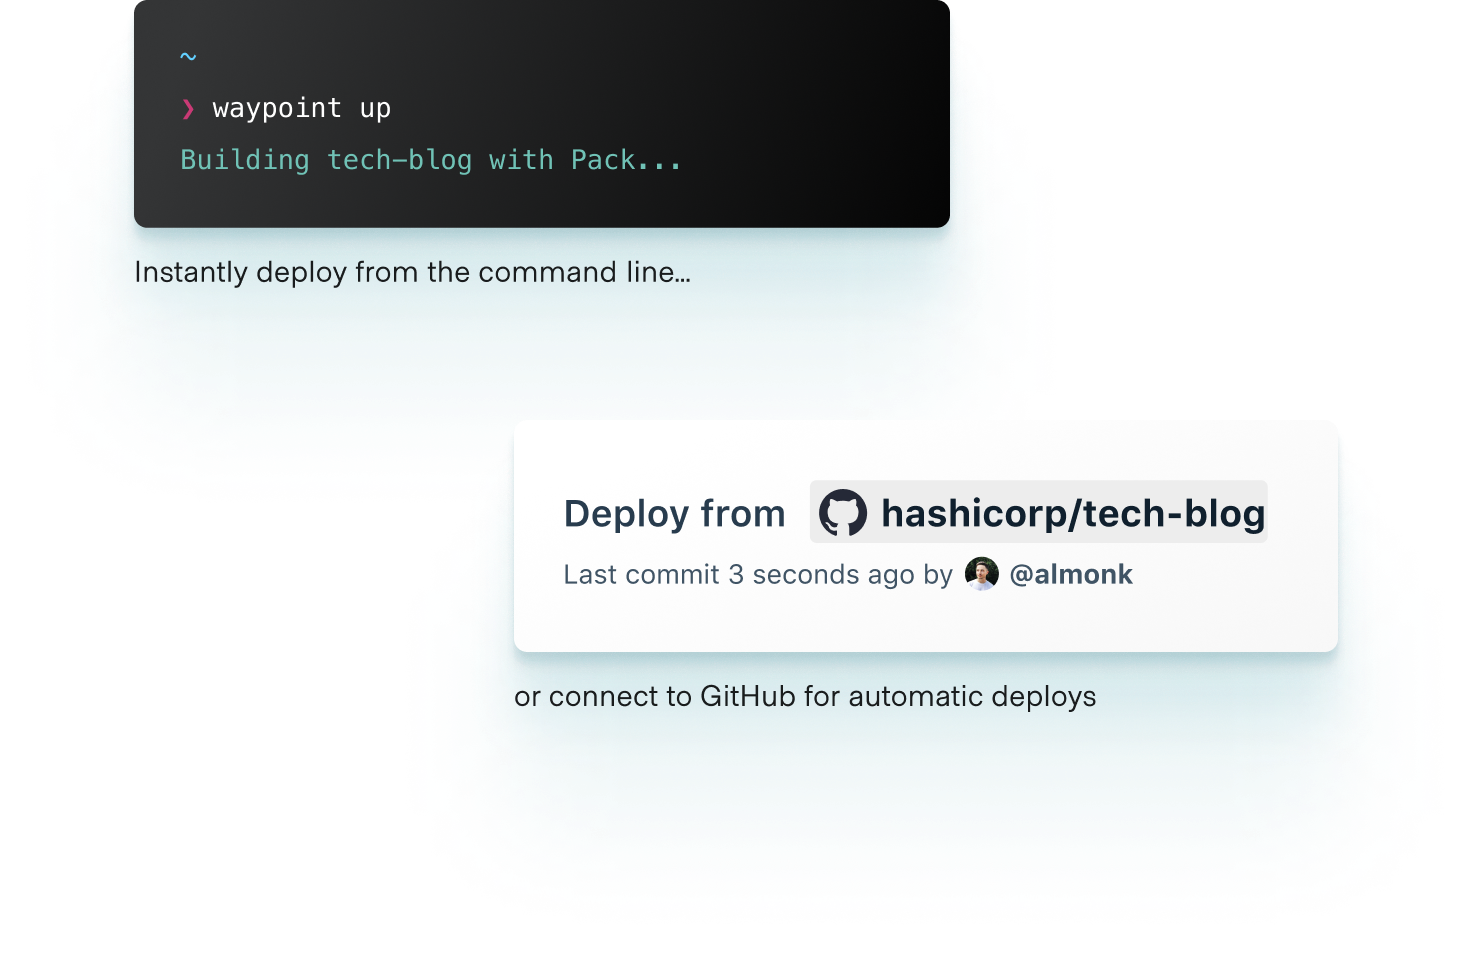 ~
❯ waypoint up
Building tech-blog with Pack...
Instantly deploy from the command line...
Deploy from hashicorp/tech-blog
Last commit 3 seconds ago by @almonk
or connect to GitHub for automatic deploys